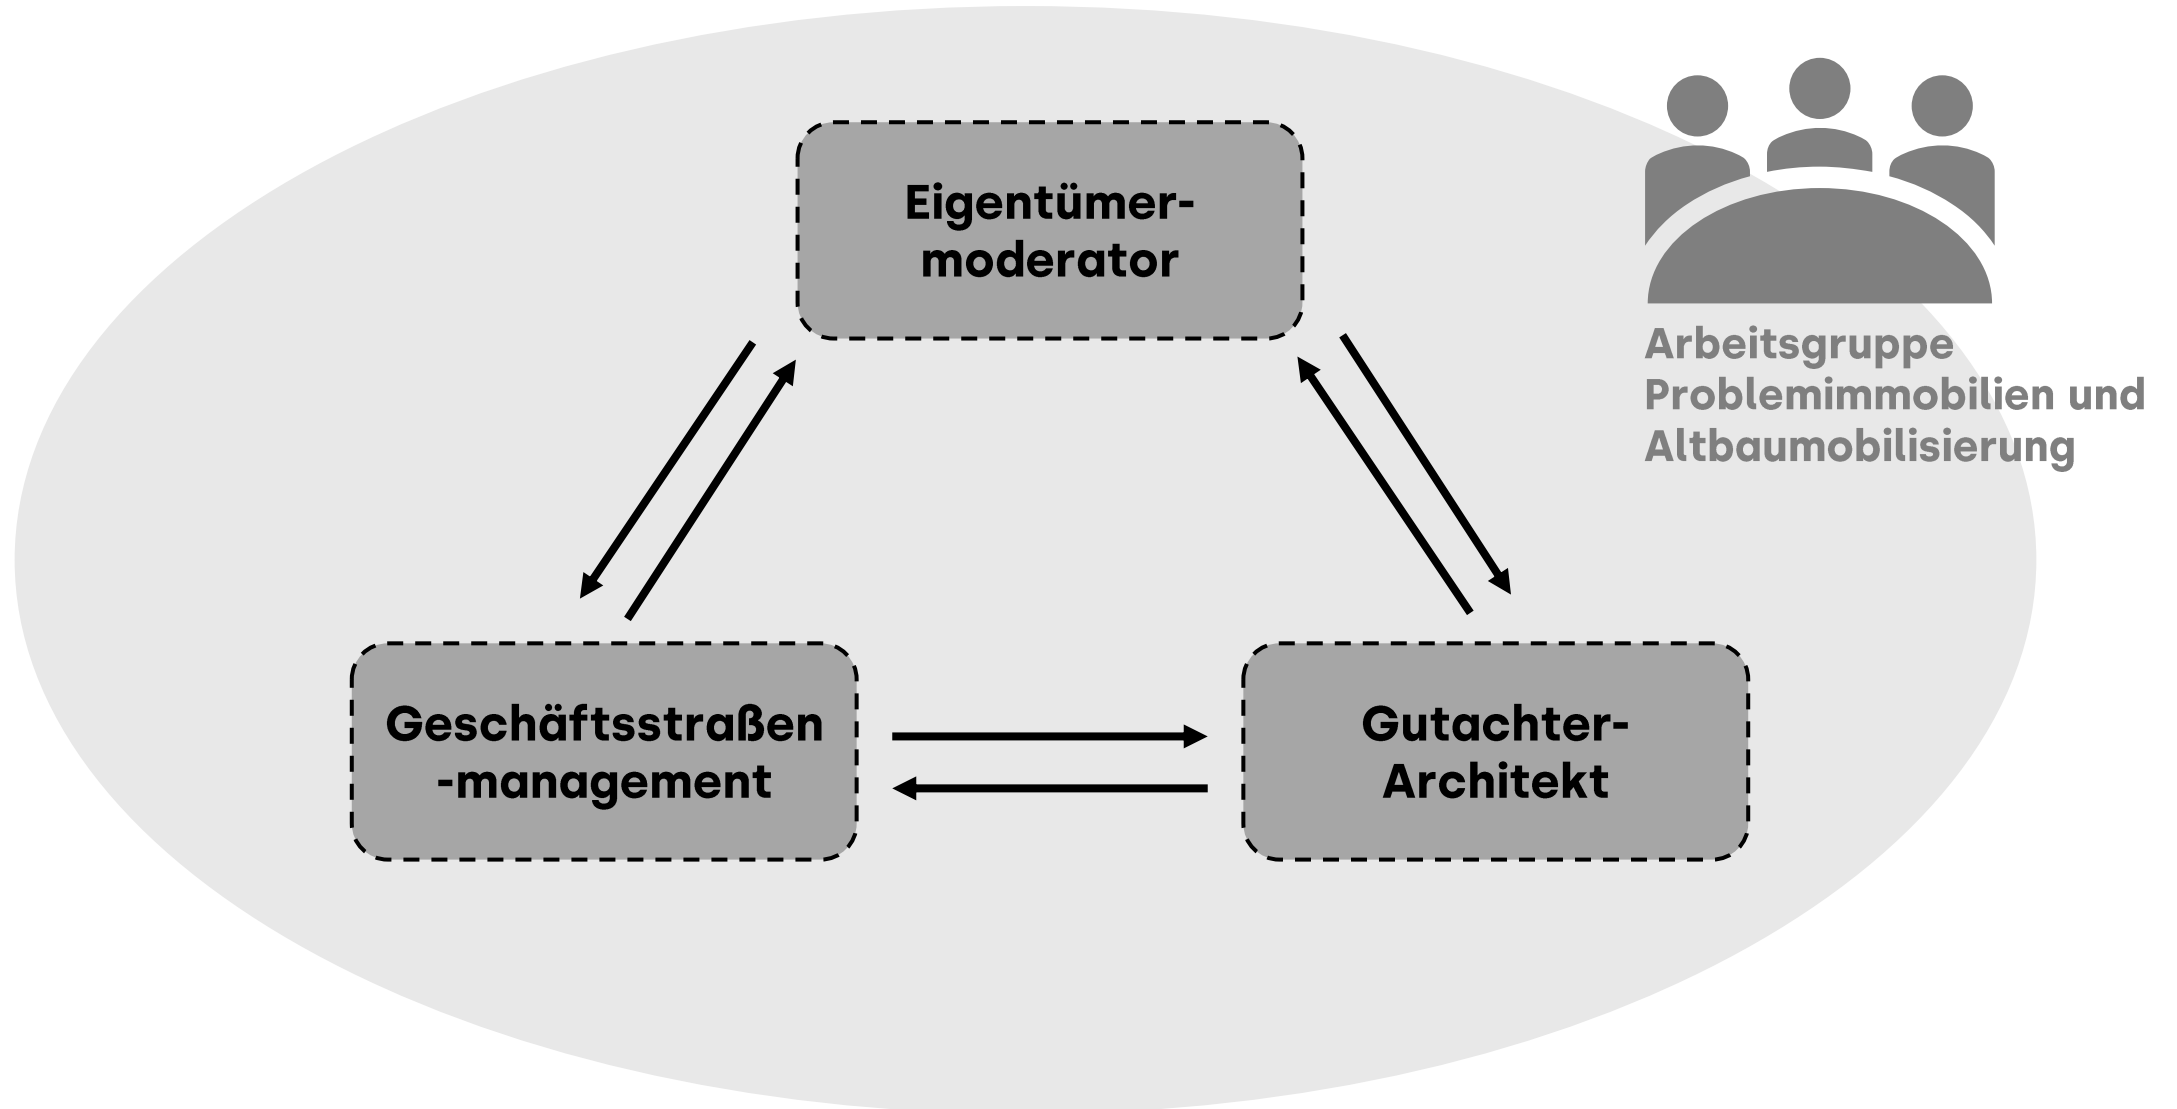 Eigentümer-
moderator
Arbeitsgruppe
Problemimmobilien und
Altbaumobilisierung
Geschäftsstraßen
-management
Gutachter-
Architekt